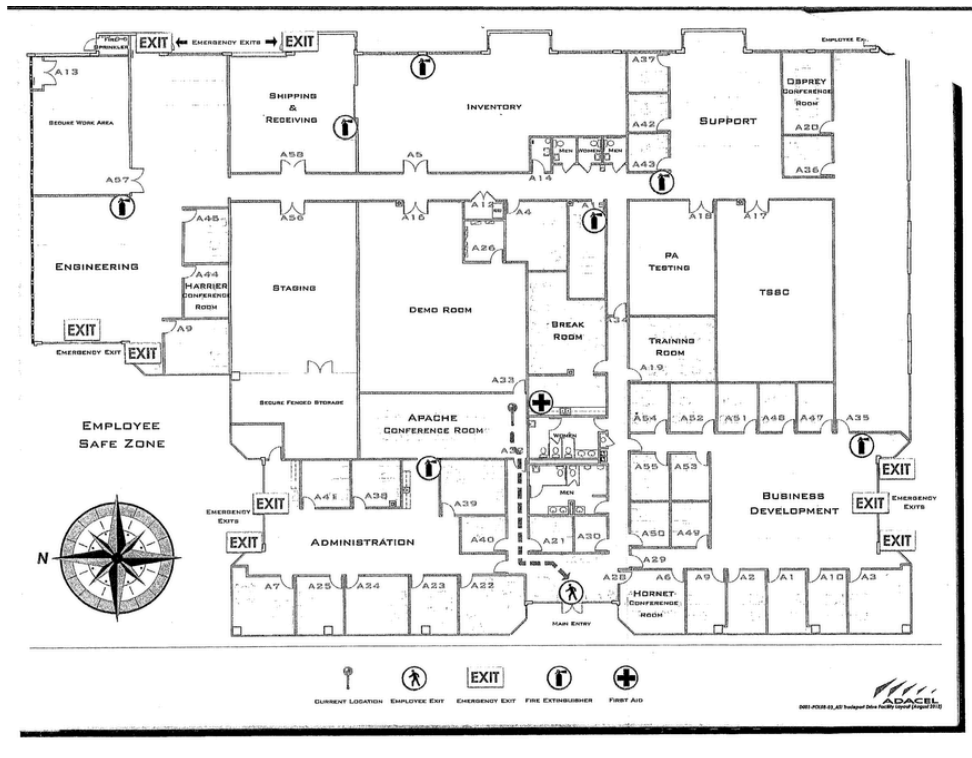 EXIT
EMERGENCY EXITS
EXIT
SPRINKLER
EMPLOYEE
A13
SECURE WORK AREA
A57
SHIPPING
&
RECEIVING
A58
INVENTORY
A5
A14
MEN
WOMEN
MEN
A37
A42
A43
SUPPORT
OSPREY
CONFERENCE
ROOM
A20
A36
ENGINEERING
A45
A44
HARRIER
CONFERENCE
ROOM
A9
EXIT
EMERGENCY EXIT
EXIT
A56
STAGING
SECURE FENCED STORAGE
A16
A12
A26
A4
DEMO ROOM
A33
BREAK
ROOM
A34
A18
PA
TESTING
A17
TSSC
TRAINING
ROOM
A19
A54
A52
A51
A48
A47
A35
EMPLOYEE
SAFE ZONE
APACHE
CONFERENCE ROOM
WOMEN
MEN
A41
A38
A39
A40
A21
A30
A55
A53
A50
A49
A29
BUSINESS
DEVELOPMENT
EXIT
EXIT
EMERGENCY
EXITS
EXIT
EXIT
EMERGENCY
EXITS
EXIT
N
ADMINISTRATION
A7
A25
A24
A23
A22
A28
MAIN ENTRY
A6
HORNET
CONFERENCE
ROOM
A9
A2
A1
A10
A3
EXIT
CURRENT LOCATION
EMPLOYEE EXIT
EMERGENCY EXIT
FIRE EXTINGUISHER
FIRST AID
ADACEL